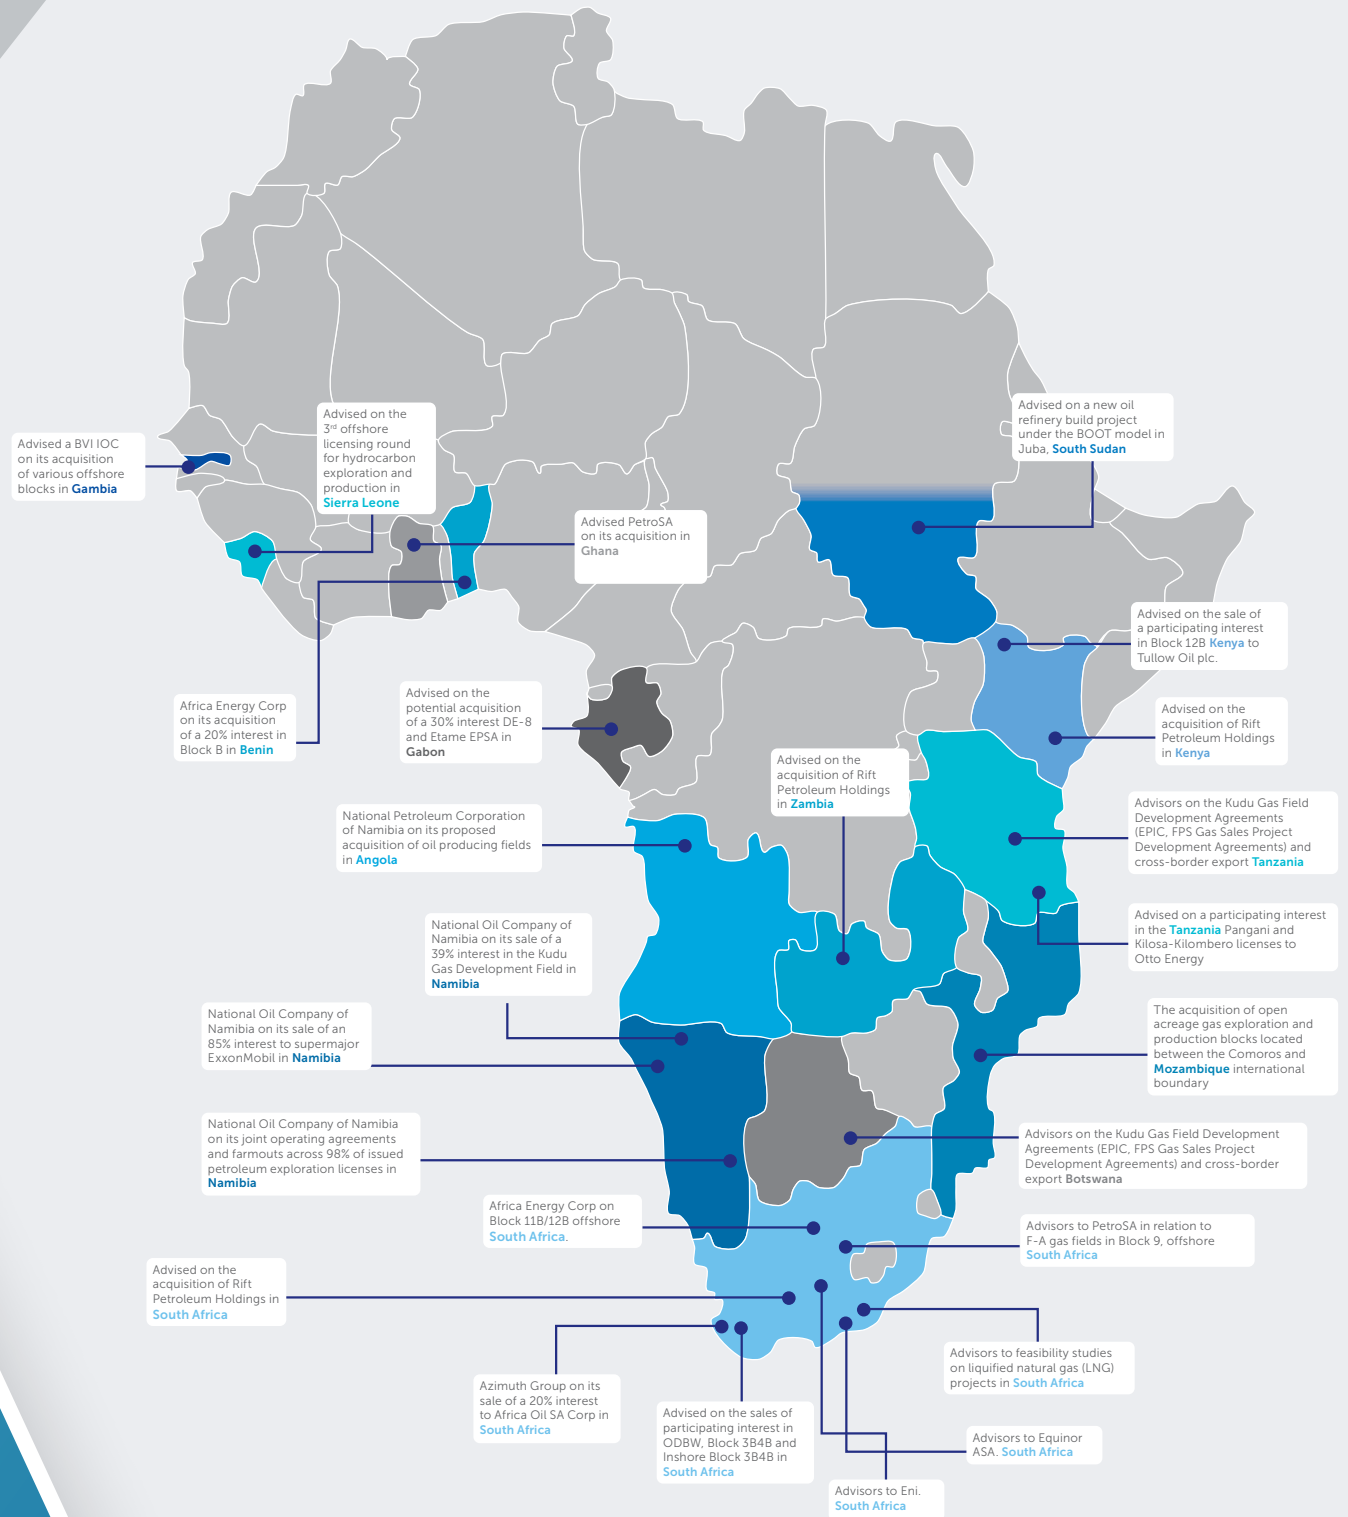 Advised on the
3rd offshore
licensing round
for hydrocarbon
exploration and
production in
Sierra Leone
Advised on a new oil
refinery build project
under the BOOT model in
Juba, South Sudan
Advised a BVI IOC
on its acquisition
of various offshore
blocks in Gambia
Advised PetroSA
on its acquisition in
Ghana
Advised on the sale of
a participating interest
in Block 12B Kenya to
Tullow Oil plc.
Africa Energy Corp
on its acquisition
of a 20% interest in
Block B in Benin
Advised on the
potential acquisition
of a 30% interest DE-8
and Etame EPSA in
Gabon
Advised on the
acquisition of Rift
Petroleum Holdings
in Kenya
Advised on the
acquisition of Rift
Petroleum Holdings
in Zambia
National Petroleum Corporation
of Namibia on its proposed
acquisition of oil producing fields
in Angola
Advisors on the Kudu Gas Field
Development Agreements
(EPIC, FPS Gas Sales Project
Development Agreements) and
cross-border export Tanzania
National Oil Company of
Namibia on its sale of a
39% interest in the Kudu
Gas Development Field in
Namibia
Advised on a participating interest
in the Tanzania Pangani and
Kilosa-Kilombero licenses to
Otto Energy
National Oil Company of
Namibia on its sale of an
85% interest to supermajor
ExxonMobil in Namibia
The acquisition of open
acreage gas exploration and
production blocks located
between the Comoros and
Mozambique international
boundary
National Oil Company of Namibia
on its joint operating agreements
and farmouts across 98% of issued
petroleum exploration licenses in
Namibia
Advisors on the Kudu Gas Field Development
Agreements (EPIC, FPS Gas Sales Project
Development Agreements) and cross-border
export Botswana
Africa Energy Corp on
Block 11B/12B offshore
South Africa.
Advisors to PetroSA in relation to
F-A gas fields in Block 9, offshore
South Africa
Advised on the
acquisition of Rift
Petroleum Holdings in
South Africa
Advisors to feasibility studies
on liquified natural gas (LNG)
projects in South Africa
Azimuth Group on its
sale of a 20% interest
to Africa Oil SA Corp in
South Africa
Advised on the sales of
participating interest in
ODBW, Block 3B4B and
Inshore Block 3B4B in
South Africa
Advisors to Equinor
ASA. South Africa
Advisors to Eni.
South Africa